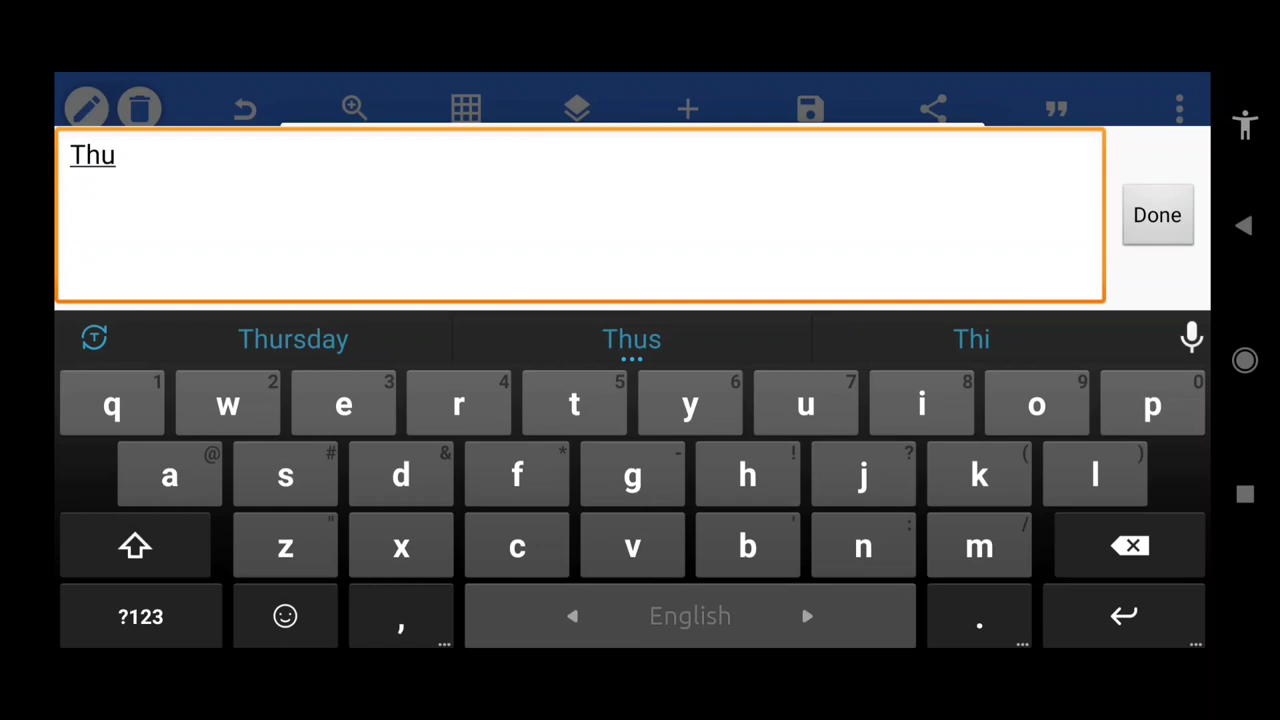 Thu
Done
Thursday Thus Thi
q 1 w 2 e 3 r 4 t 5 y 6 u 7 i 8 o 9 p 0
a @ s # d & f * g - h ! j ? k ( l )
z " x c v b ' n : m /
?123 , English .